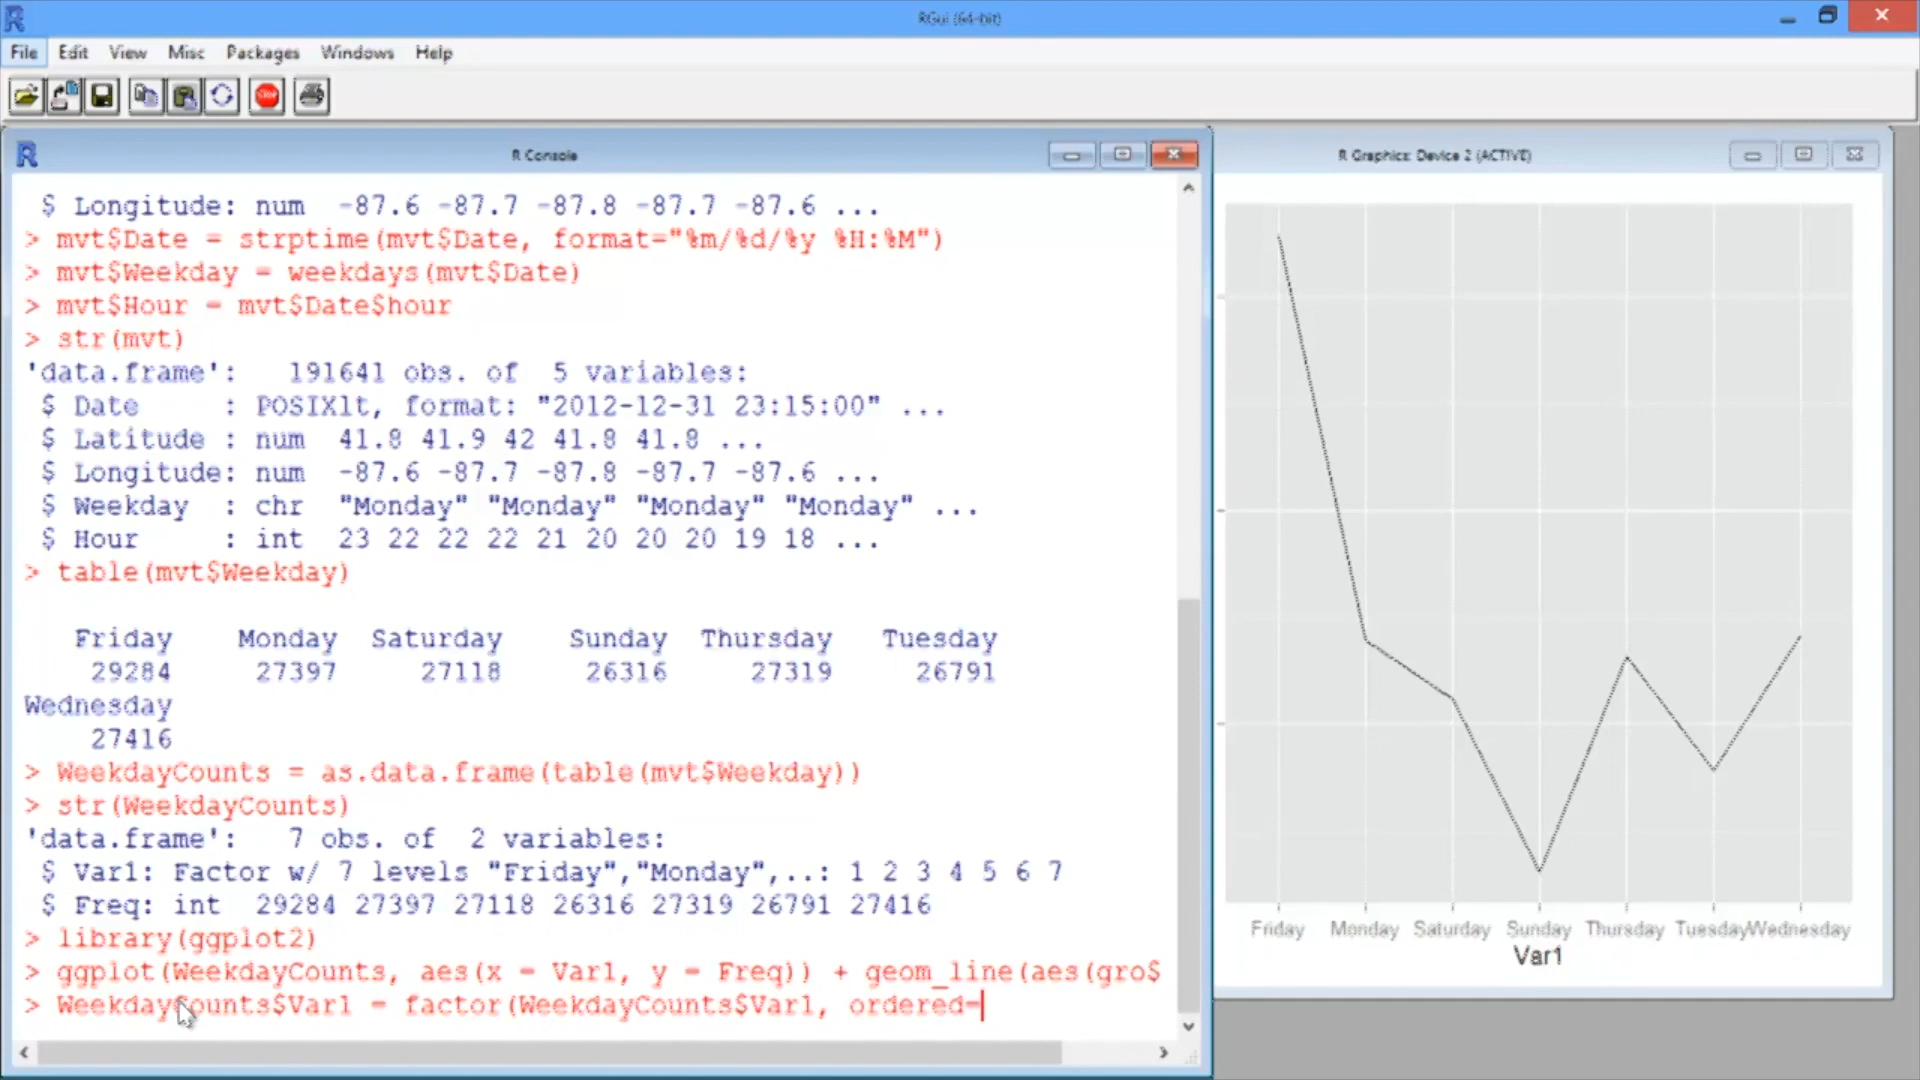 RGui (64-bit)
File Edit View Misc Packages Windows Help
R Console
$ Longitude: num -87.6 -87.7 -87.8 -87.7 -87.6 ...
> mvt$Date = strptime(mvt$Date, format="%m/%d/%y %H:%M")
> mvt$Weekday = weekdays(mvt$Date)
> mvt$Hour = mvt$Date$hour
> str(mvt)
'data.frame': 191641 obs. of 5 variables:
$ Date : POSIXlt, format: "2012-12-31 23:15:00" ...
$ Latitude : num 41.8 41.9 42 41.8 41.8 ...
$ Longitude: num -87.6 -87.7 -87.8 -87.7 -87.6 ...
$ Weekday : chr "Monday" "Monday" "Monday" "Monday" ...
$ Hour : int 23 22 22 22 21 20 20 20 19 18 ...
> table(mvt$Weekday)
Friday Monday Saturday Sunday Thursday Tuesday
29284 27397 27118 26316 27319 26791
Wednesday
27416
> WeekdayCounts = as.data.frame(table(mvt$Weekday))
> str(WeekdayCounts)
'data.frame': 7 obs. of 2 variables:
$ Var1: Factor w/ 7 levels "Friday","Monday",..: 1 2 3 4 5 6 7
$ Freq: int 29284 27397 27118 26316 27319 26791 27416
> library(ggplot2)
> ggplot(WeekdayCounts, aes(x = Var1, y = Freq)) + geom_line(aes(gro$
> WeekdayCounts$Var1 = factor(WeekdayCounts$Var1, ordered=
R Graphics: Device 2 (ACTIVE)
Friday Monday Saturday Sunday Thursday Tuesday Wednesday
Var1